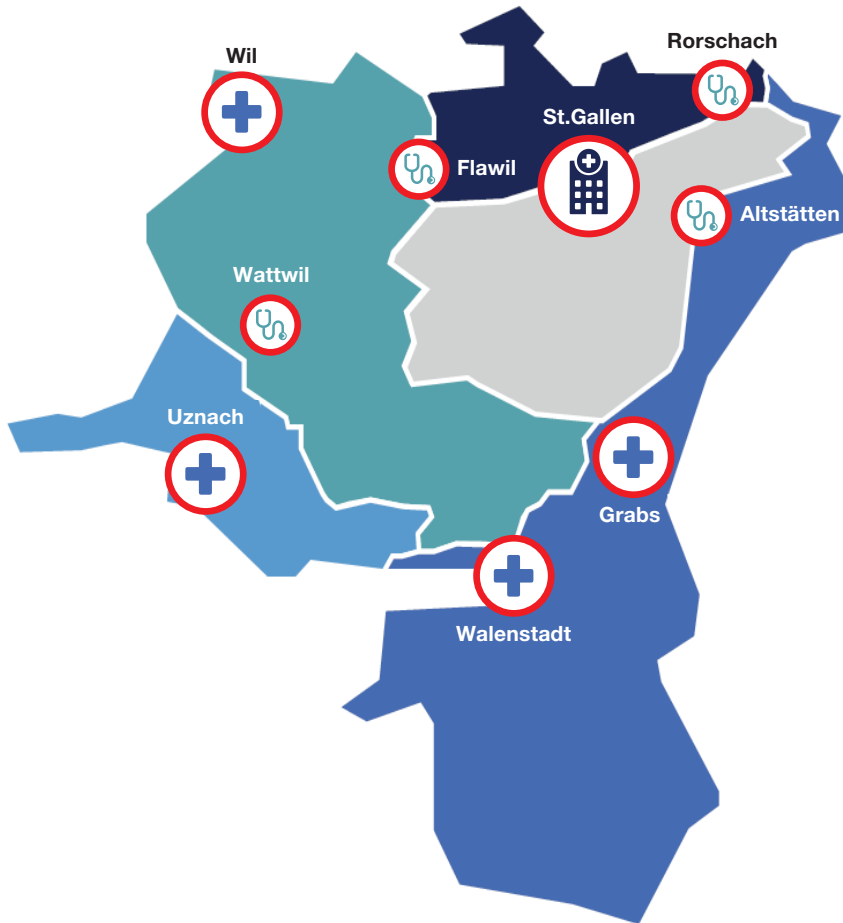 Rorschach
Wil
St.Gallen
Flawil
Altstätten
Wattwil
Uznach
Grabs
Walenstadt